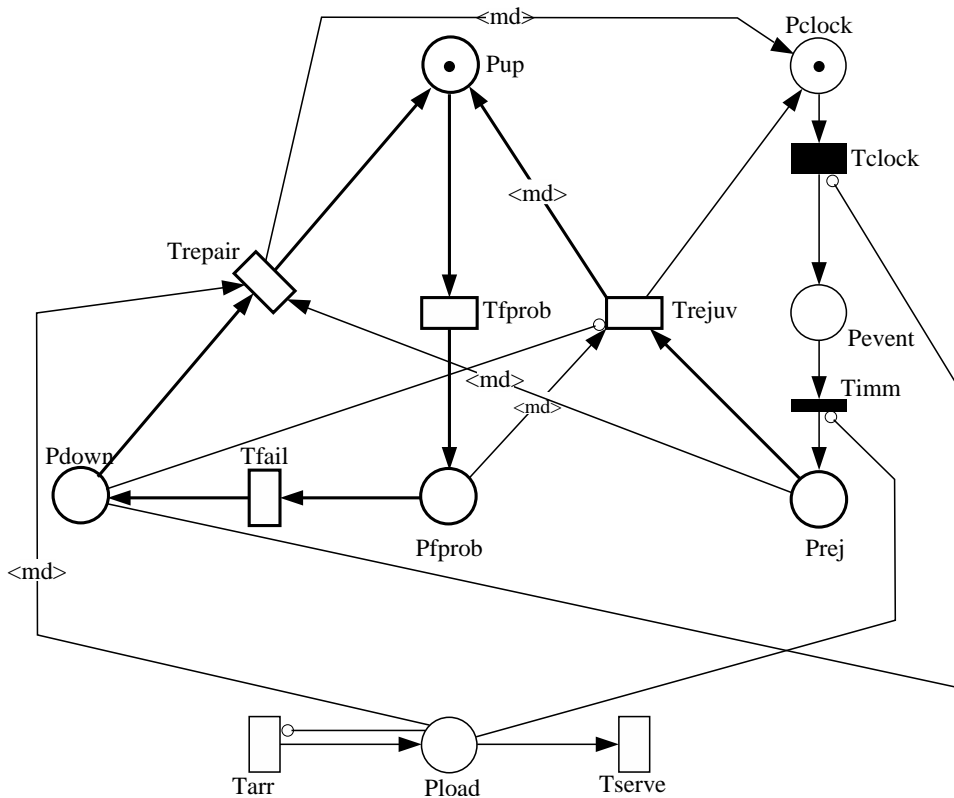 <md>
Pclock
Pup
Tclock
<md>
Trepair
Tfprob
Trejuv
Pevent
<md>
Timm
<md>
Pdown
Tfail
Pfprob
Prej
<md>
Tarr
Pload
Tserve